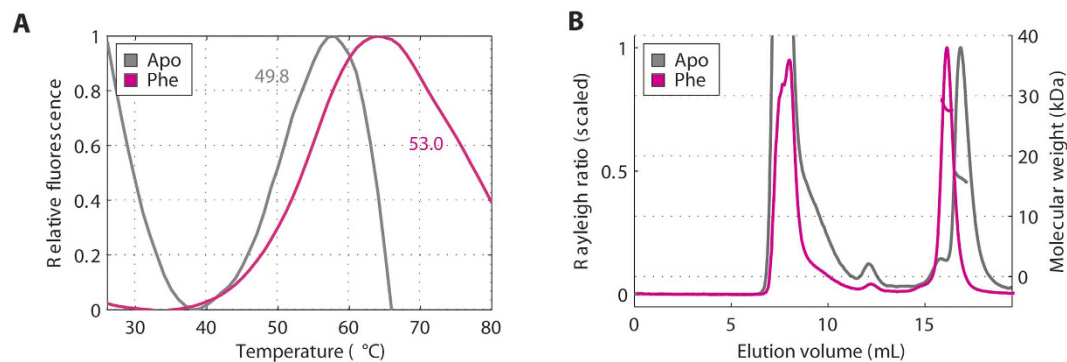 A
Relative fluorescence
1
0.8
0.6
0.4
0.2
0
Apo
Phe
49.8
53.0
30 40 50 60 70 80
Temperature ( °C)
B
Rayleigh ratio (scaled)
1
0.5
0
Apo
Phe
40
30
20
10
0
Molecular weight (kDa)
0 5 10 15
Elution volume (mL)